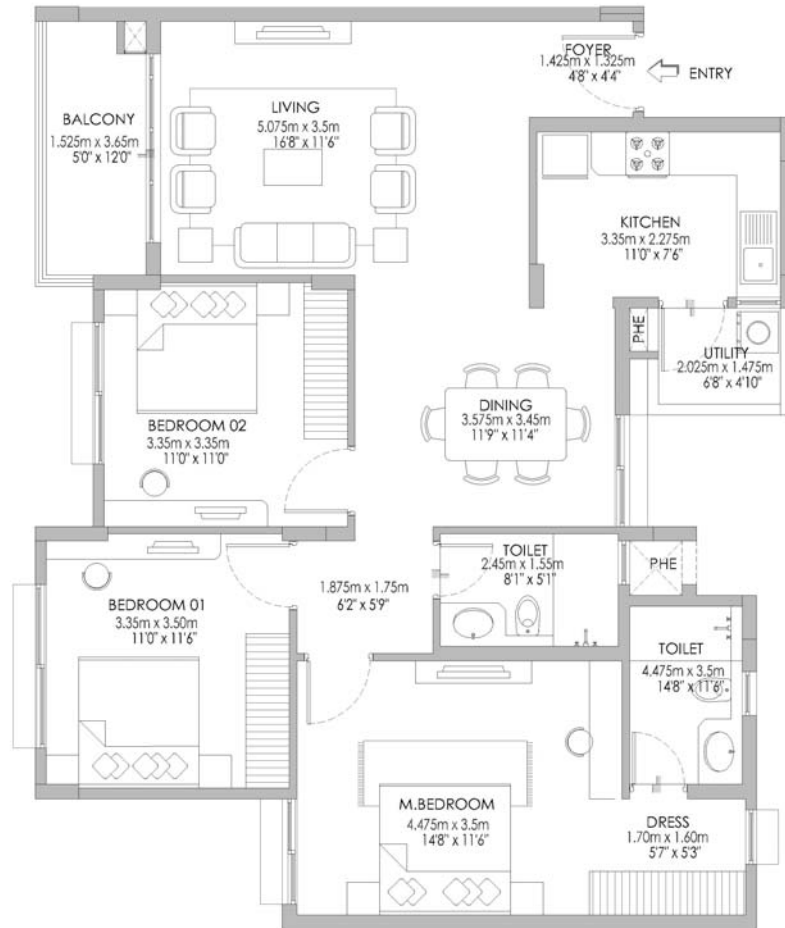 FOYER
1.425m x 1.325m
4'8" x 4'4"
ENTRY
BALCONY
1.525m x 3.65m
5'0" x 12'0"
LIVING
5.075m x 3.5m
16'8" x 11'6"
KITCHEN
3.35m x 2.275m
11'0" x 7'6"
PHE
UTILITY
2.025m x 1.475m
6'8" x 4'10"
DINING
3.575m x 3.45m
11'9" x 11'4"
BEDROOM 02
3.35m x 3.35m
11'0" x 11'0"
TOILET
2.45m x 1.55m
8'1" x 5'1"
PHE
1.875m x 1.75m
6'2" x 5'9"
BEDROOM 01
3.35m x 3.50m
11'0" x 11'6"
TOILET
4.475m x 3.5m
14'8" x 11'6"
M.BEDROOM
4.475m x 3.5m
14'8" x 11'6"
DRESS
1.70m x 1.60m
5'7" x 5'3"